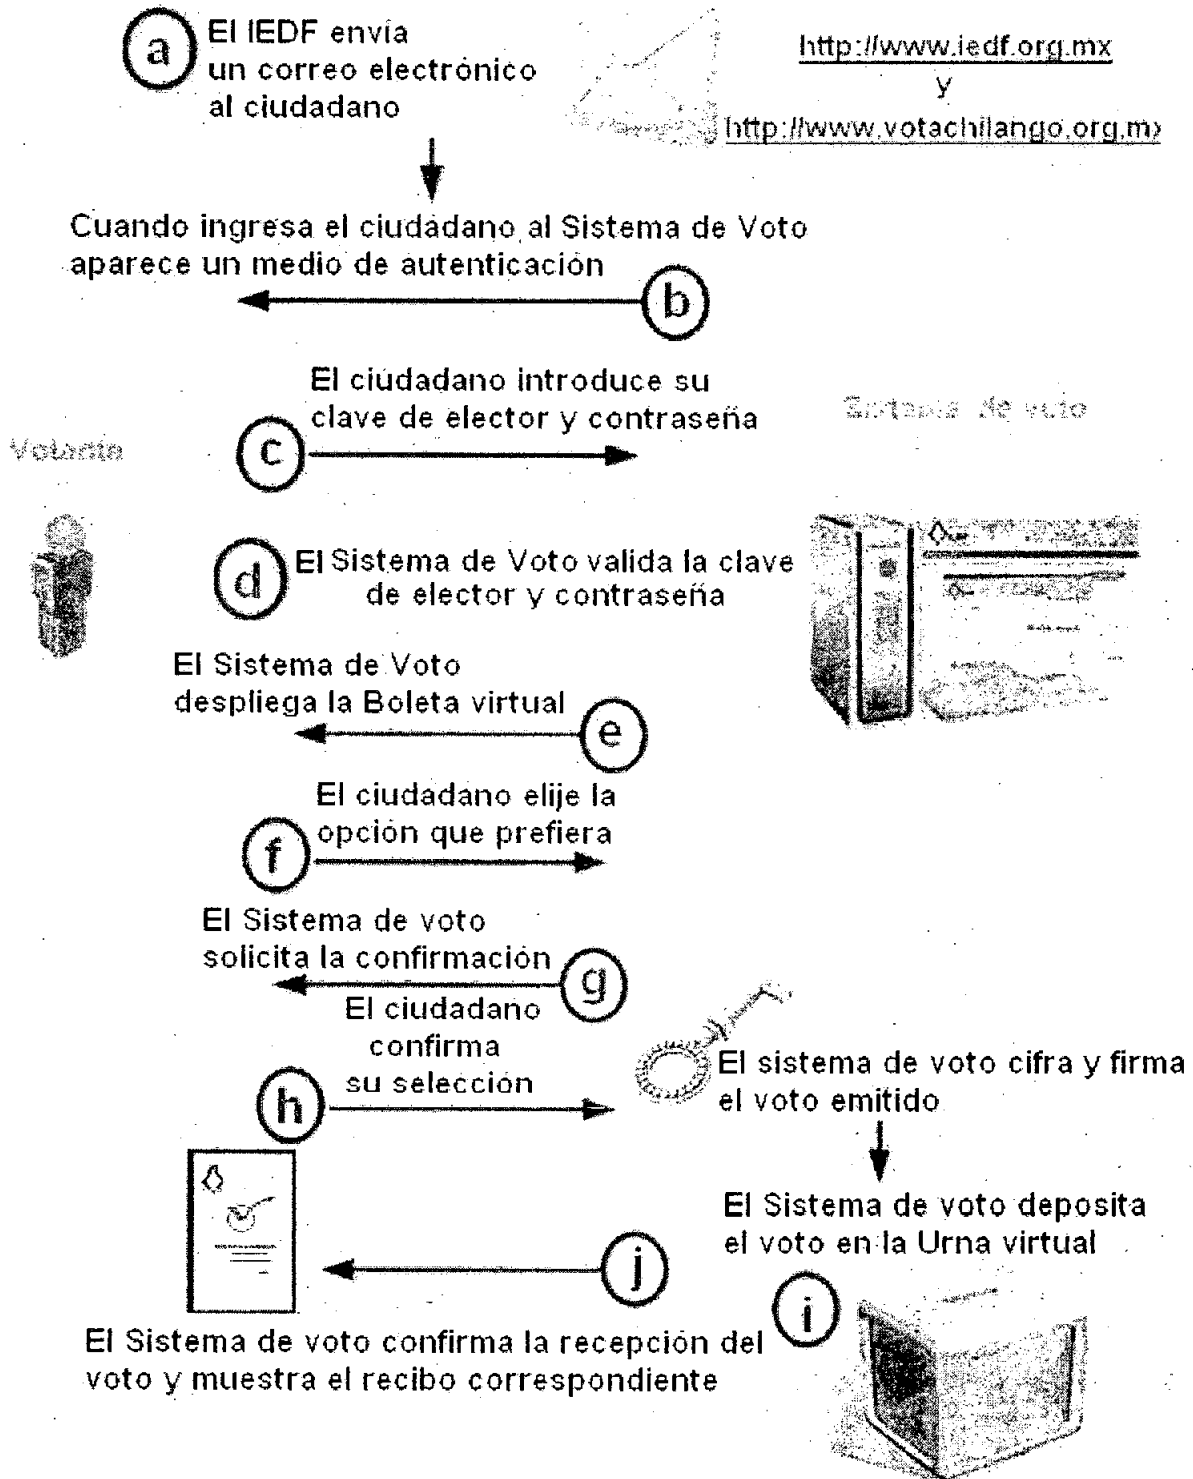 a
El IEDF envía
un correo electrónico
al ciudadano
http://www.iedf.org.mx
y
http://www.votachilango.org.mx
Cuando ingresa el ciudadano al Sistema de Voto
aparece un medio de autenticación
b
El ciudadano introduce su
clave de elector y contraseña
c
Votante
Sistema de voto
d
El Sistema de Voto valida la clave
de elector y contraseña
El Sistema de Voto
despliega la Boleta virtual
e
El ciudadano elije la
opción que prefiera
f
El Sistema de voto
solicita la confirmación
g
El ciudadano
confirma
su selección
h
El sistema de voto cifra y firma
el voto emitido
El Sistema de voto deposita
el voto en la Urna virtual
i
j
El Sistema de voto confirma la recepción del
voto y muestra el recibo correspondiente